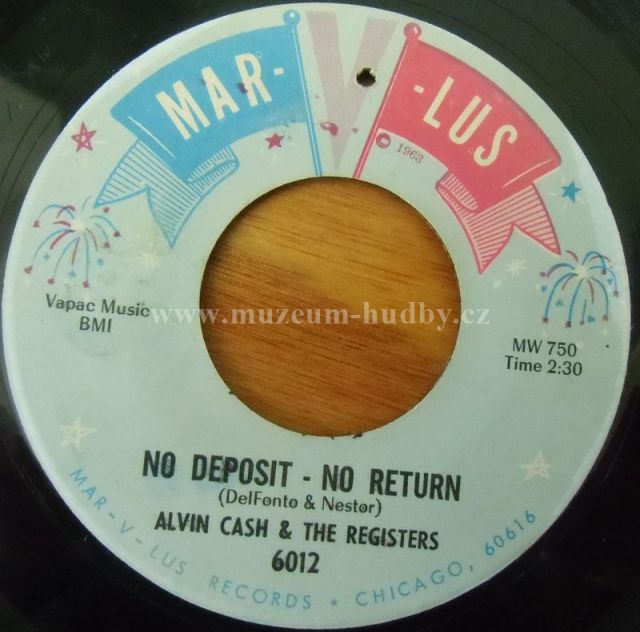 MAR-
V
-LUS
© 1963
Vapac Music
BMI
www.muzeum-hudby.cz
MW 750
Time 2:30
NO DEPOSIT - NO RETURN
(DelFonto & Nestor)
ALVIN CASH & THE REGISTERS
6012
MAR-V-LUS RECORDS ★ CHICAGO, 60616